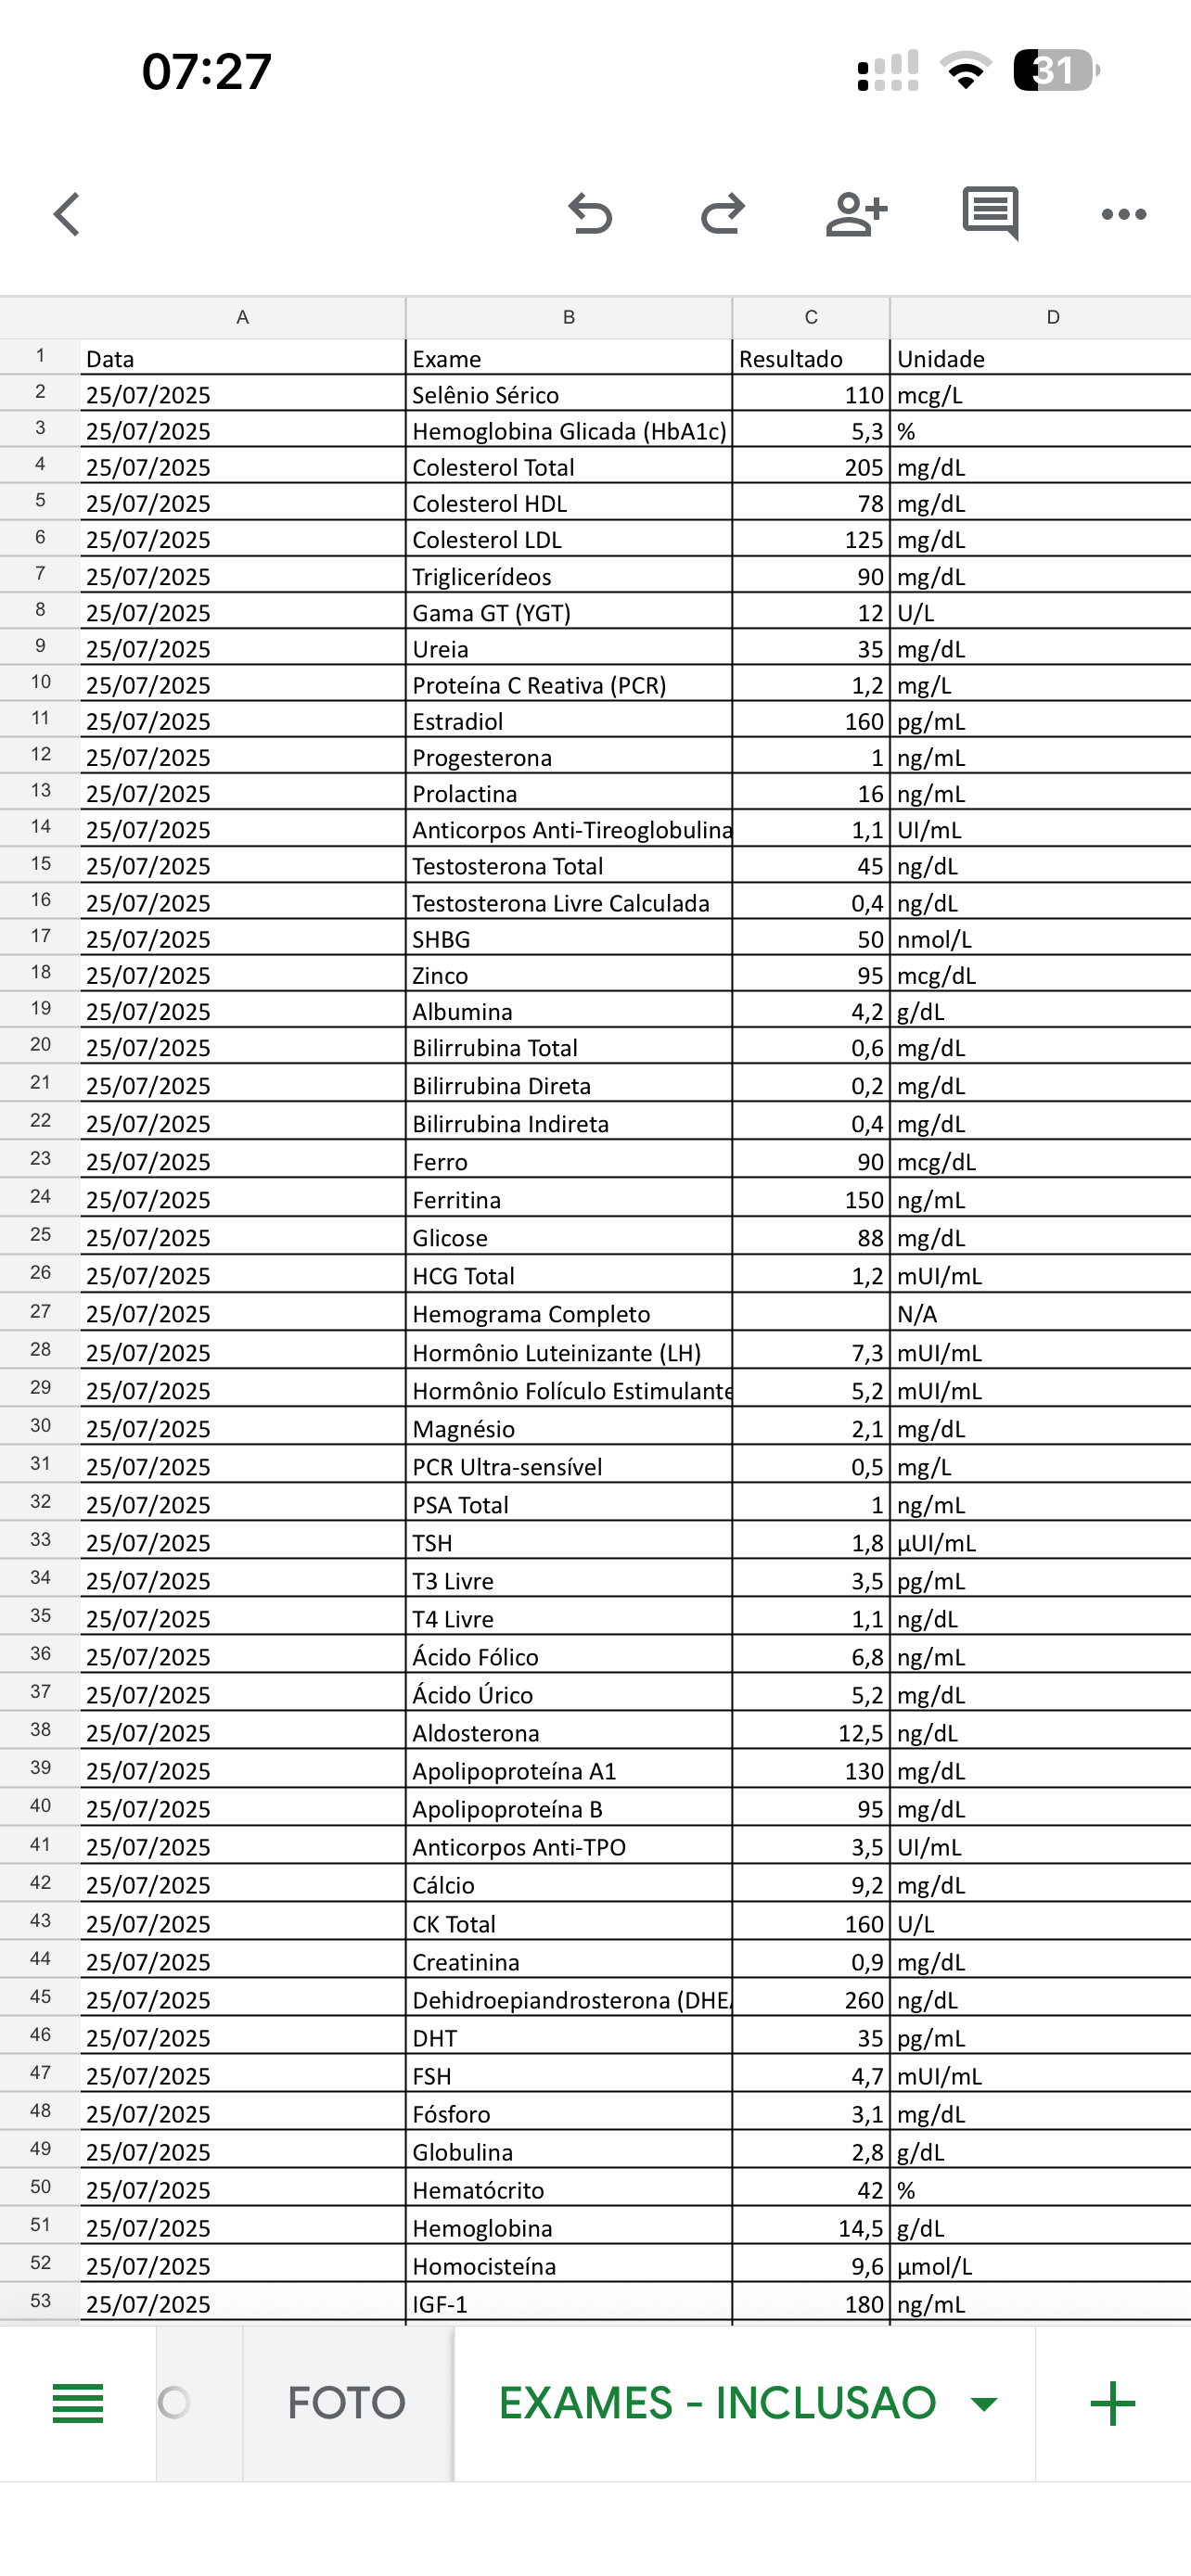 07:27
31
A B C D
1 Data Exame Resultado Unidade
2 25/07/2025 Selênio Sérico 110 mcg/L
3 25/07/2025 Hemoglobina Glicada (HbA1c) 5,3 %
4 25/07/2025 Colesterol Total 205 mg/dL
5 25/07/2025 Colesterol HDL 78 mg/dL
6 25/07/2025 Colesterol LDL 125 mg/dL
7 25/07/2025 Triglicerídeos 90 mg/dL
8 25/07/2025 Gama GT (YGT) 12 U/L
9 25/07/2025 Ureia 35 mg/dL
10 25/07/2025 Proteína C Reativa (PCR) 1,2 mg/L
11 25/07/2025 Estradiol 160 pg/mL
12 25/07/2025 Progesterona 1 ng/mL
13 25/07/2025 Prolactina 16 ng/mL
14 25/07/2025 Anticorpos Anti-Tireoglobulina 1,1 UI/mL
15 25/07/2025 Testosterona Total 45 ng/dL
16 25/07/2025 Testosterona Livre Calculada 0,4 ng/dL
17 25/07/2025 SHBG 50 nmol/L
18 25/07/2025 Zinco 95 mcg/dL
19 25/07/2025 Albumina 4,2 g/dL
20 25/07/2025 Bilirrubina Total 0,6 mg/dL
21 25/07/2025 Bilirrubina Direta 0,2 mg/dL
22 25/07/2025 Bilirrubina Indireta 0,4 mg/dL
23 25/07/2025 Ferro 90 mcg/dL
24 25/07/2025 Ferritina 150 ng/mL
25 25/07/2025 Glicose 88 mg/dL
26 25/07/2025 HCG Total 1,2 mUI/mL
27 25/07/2025 Hemograma Completo N/A
28 25/07/2025 Hormônio Luteinizante (LH) 7,3 mUI/mL
29 25/07/2025 Hormônio Folículo Estimulante 5,2 mUI/mL
30 25/07/2025 Magnésio 2,1 mg/dL
31 25/07/2025 PCR Ultra-sensível 0,5 mg/L
32 25/07/2025 PSA Total 1 ng/mL
33 25/07/2025 TSH 1,8 µUI/mL
34 25/07/2025 T3 Livre 3,5 pg/mL
35 25/07/2025 T4 Livre 1,1 ng/dL
36 25/07/2025 Ácido Fólico 6,8 ng/mL
37 25/07/2025 Ácido Úrico 5,2 mg/dL
38 25/07/2025 Aldosterona 12,5 ng/dL
39 25/07/2025 Apolipoproteína A1 130 mg/dL
40 25/07/2025 Apolipoproteína B 95 mg/dL
41 25/07/2025 Anticorpos Anti-TPO 3,5 UI/mL
42 25/07/2025 Cálcio 9,2 mg/dL
43 25/07/2025 CK Total 160 U/L
44 25/07/2025 Creatinina 0,9 mg/dL
45 25/07/2025 Dehidroepiandrosterona (DHE 260 ng/dL
46 25/07/2025 DHT 35 pg/mL
47 25/07/2025 FSH 4,7 mUI/mL
48 25/07/2025 Fósforo 3,1 mg/dL
49 25/07/2025 Globulina 2,8 g/dL
50 25/07/2025 Hematócrito 42 %
51 25/07/2025 Hemoglobina 14,5 g/dL
52 25/07/2025 Homocisteína 9,6 µmol/L
53 25/07/2025 IGF-1 180 ng/mL
O FOTO EXAMES - INCLUSAO